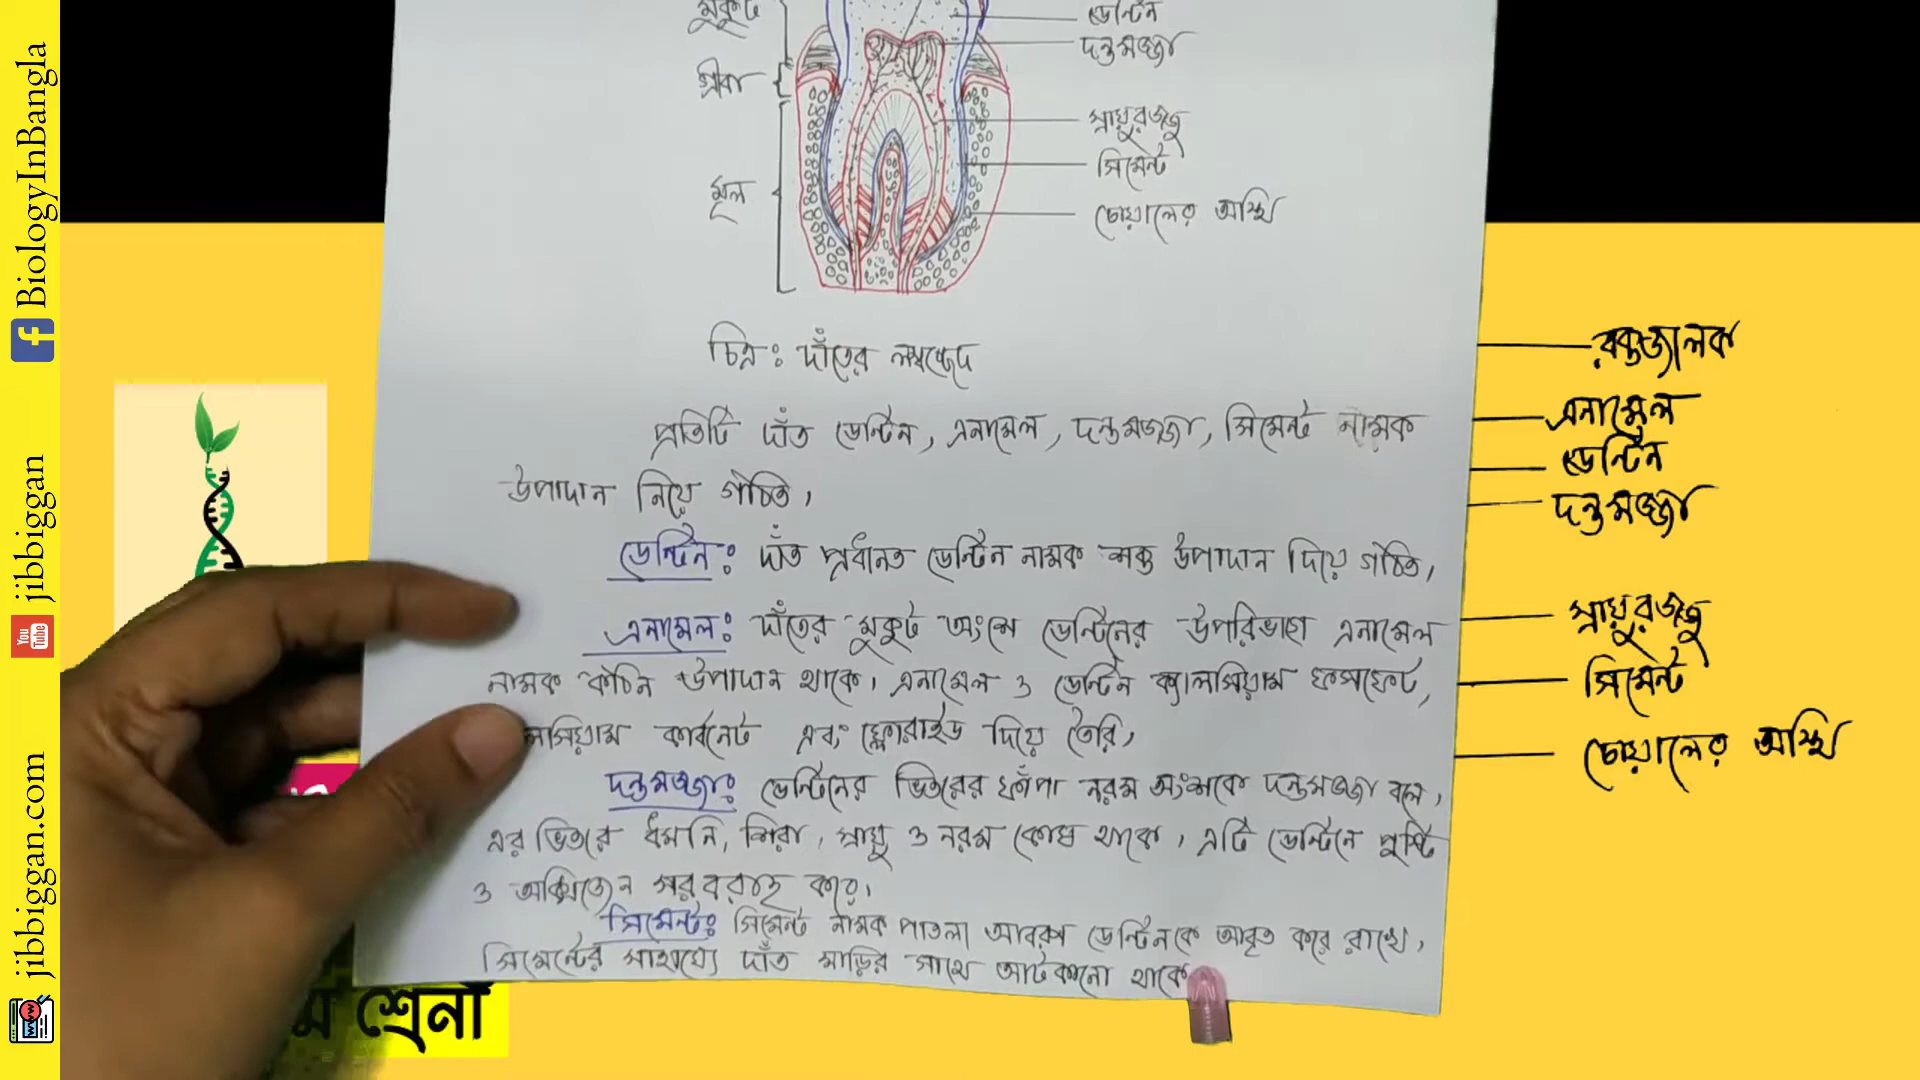 মুকুট
ডেন্টিন
দন্তমজ্জা
গ্রীবা
স্নায়ুরজ্জু
সিমেন্ট
মূল
চোয়ালের অস্থি
চিত্র: দাঁতের লম্বচ্ছেদ
প্রতিটি দাঁত ডেন্টিন, এনামেল, দন্তমজ্জা, সিমেন্ট নামক
উপাদান নিয়ে গঠিত।
ডেন্টিন: দাঁত প্রধানত ডেন্টিন নামক শক্ত উপাদান দিয়ে গঠিত।
এনামেল: দাঁতের মুকুট অংশে ডেন্টিনের উপরিভাগে এনামেল
নামক কঠিন উপাদান থাকে। এনামেল ও ডেন্টিন ক্যালসিয়াম ফসফেট,
লসিয়াম কার্বনেট এবং ফ্লোরাইড দিয়ে তৈরি।
দন্তমজ্জা: ডেন্টিনের ভিতরের ফাঁপা নরম অংশকে দন্তমজ্জা বলে।
এর ভিতরে ধমনি, শিরা, স্নায়ু ও নরম কোষ থাকে। এটি ডেন্টিনে পুষ্টি
ও অক্সিজেন সরবরাহ করে।
সিমেন্ট: সিমেন্ট নামক পাতলা আবরণ ডেন্টিনকে আবৃত করে রাখে।
সিমেন্টের সাহায্যে দাঁত মাড়ির সাথে আটকানো থাকে
রক্তজালক
এনামেল
ডেন্টিন
দন্তমজ্জা
স্নায়ুরজ্জু
সিমেন্ট
চোয়ালের অস্থি
ম শ্রেনী
BiologyInBangla
You Tube jibbiggan
www jibbiggan.com